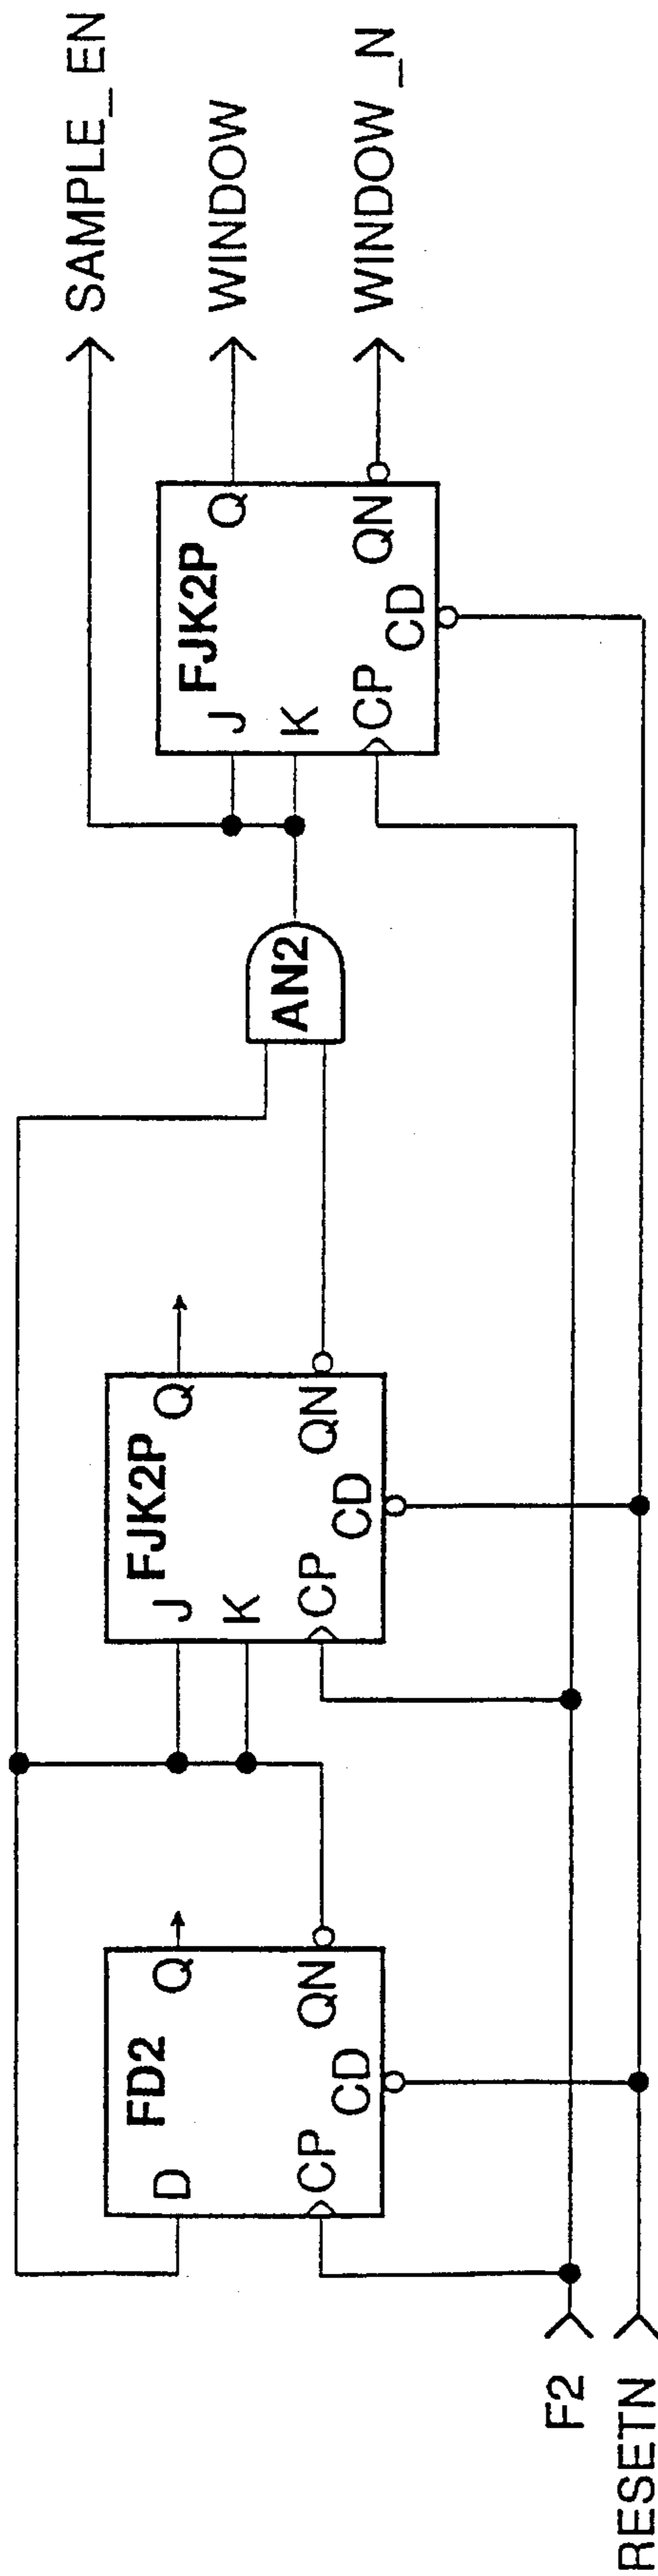 SAMPLE_EN
WINDOW
WINDOW_N
FD2
D
Q
CP
QN
CD
FJK2P
J
Q
K
CP
QN
CD
AN2
FJK2P
J
Q
K
CP
QN
CD
F2
RESETN